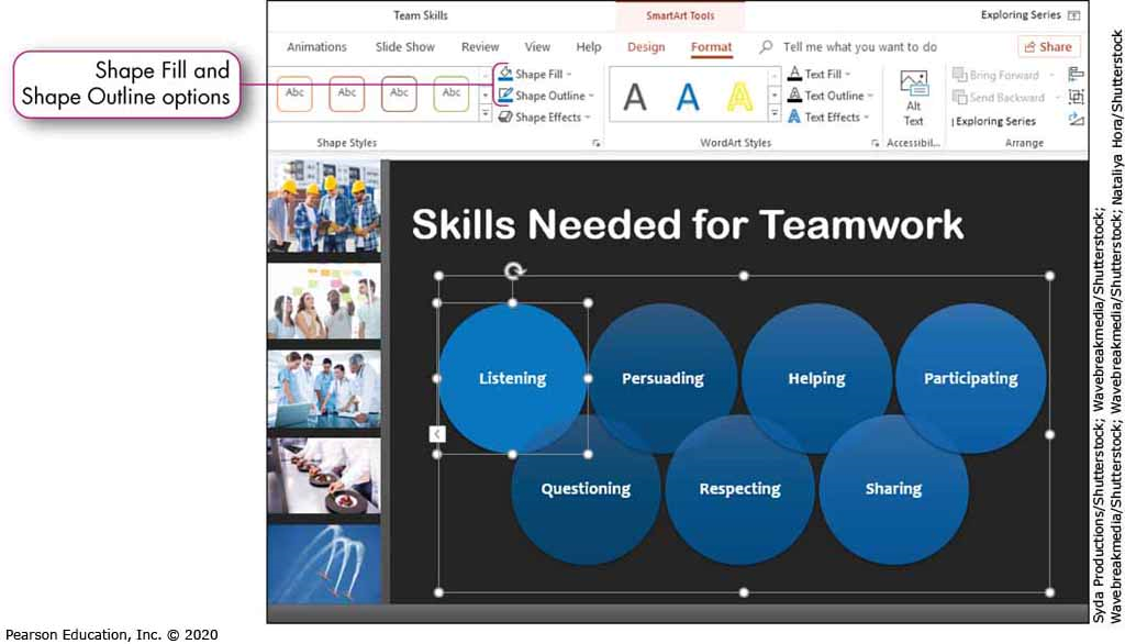 Team Skills
SmartArt Tools
Exploring Series
Animations Slide Show Review View Help Design Format Tell me what you want to do Share
Shape Fill and
Shape Outline options
Abc Abc Abc Abc
Shape Fill
Shape Outline
Shape Effects
Shape Styles
A A A
Text Fill
Text Outline
Text Effects
WordArt Styles
Alt
Text
Accessibil...
Bring Forward
Send Backward
Exploring Series
Arrange
Skills Needed for Teamwork
Listening Persuading Helping Participating
Questioning Respecting Sharing
Syda Productions/Shutterstock; Wavebreakmedia/Shutterstock;
Wavebreakmedia/Shutterstock; Wavebreakmedia/Shutterstock; Nataliya Hora/Shutterstock
Pearson Education, Inc. © 2020